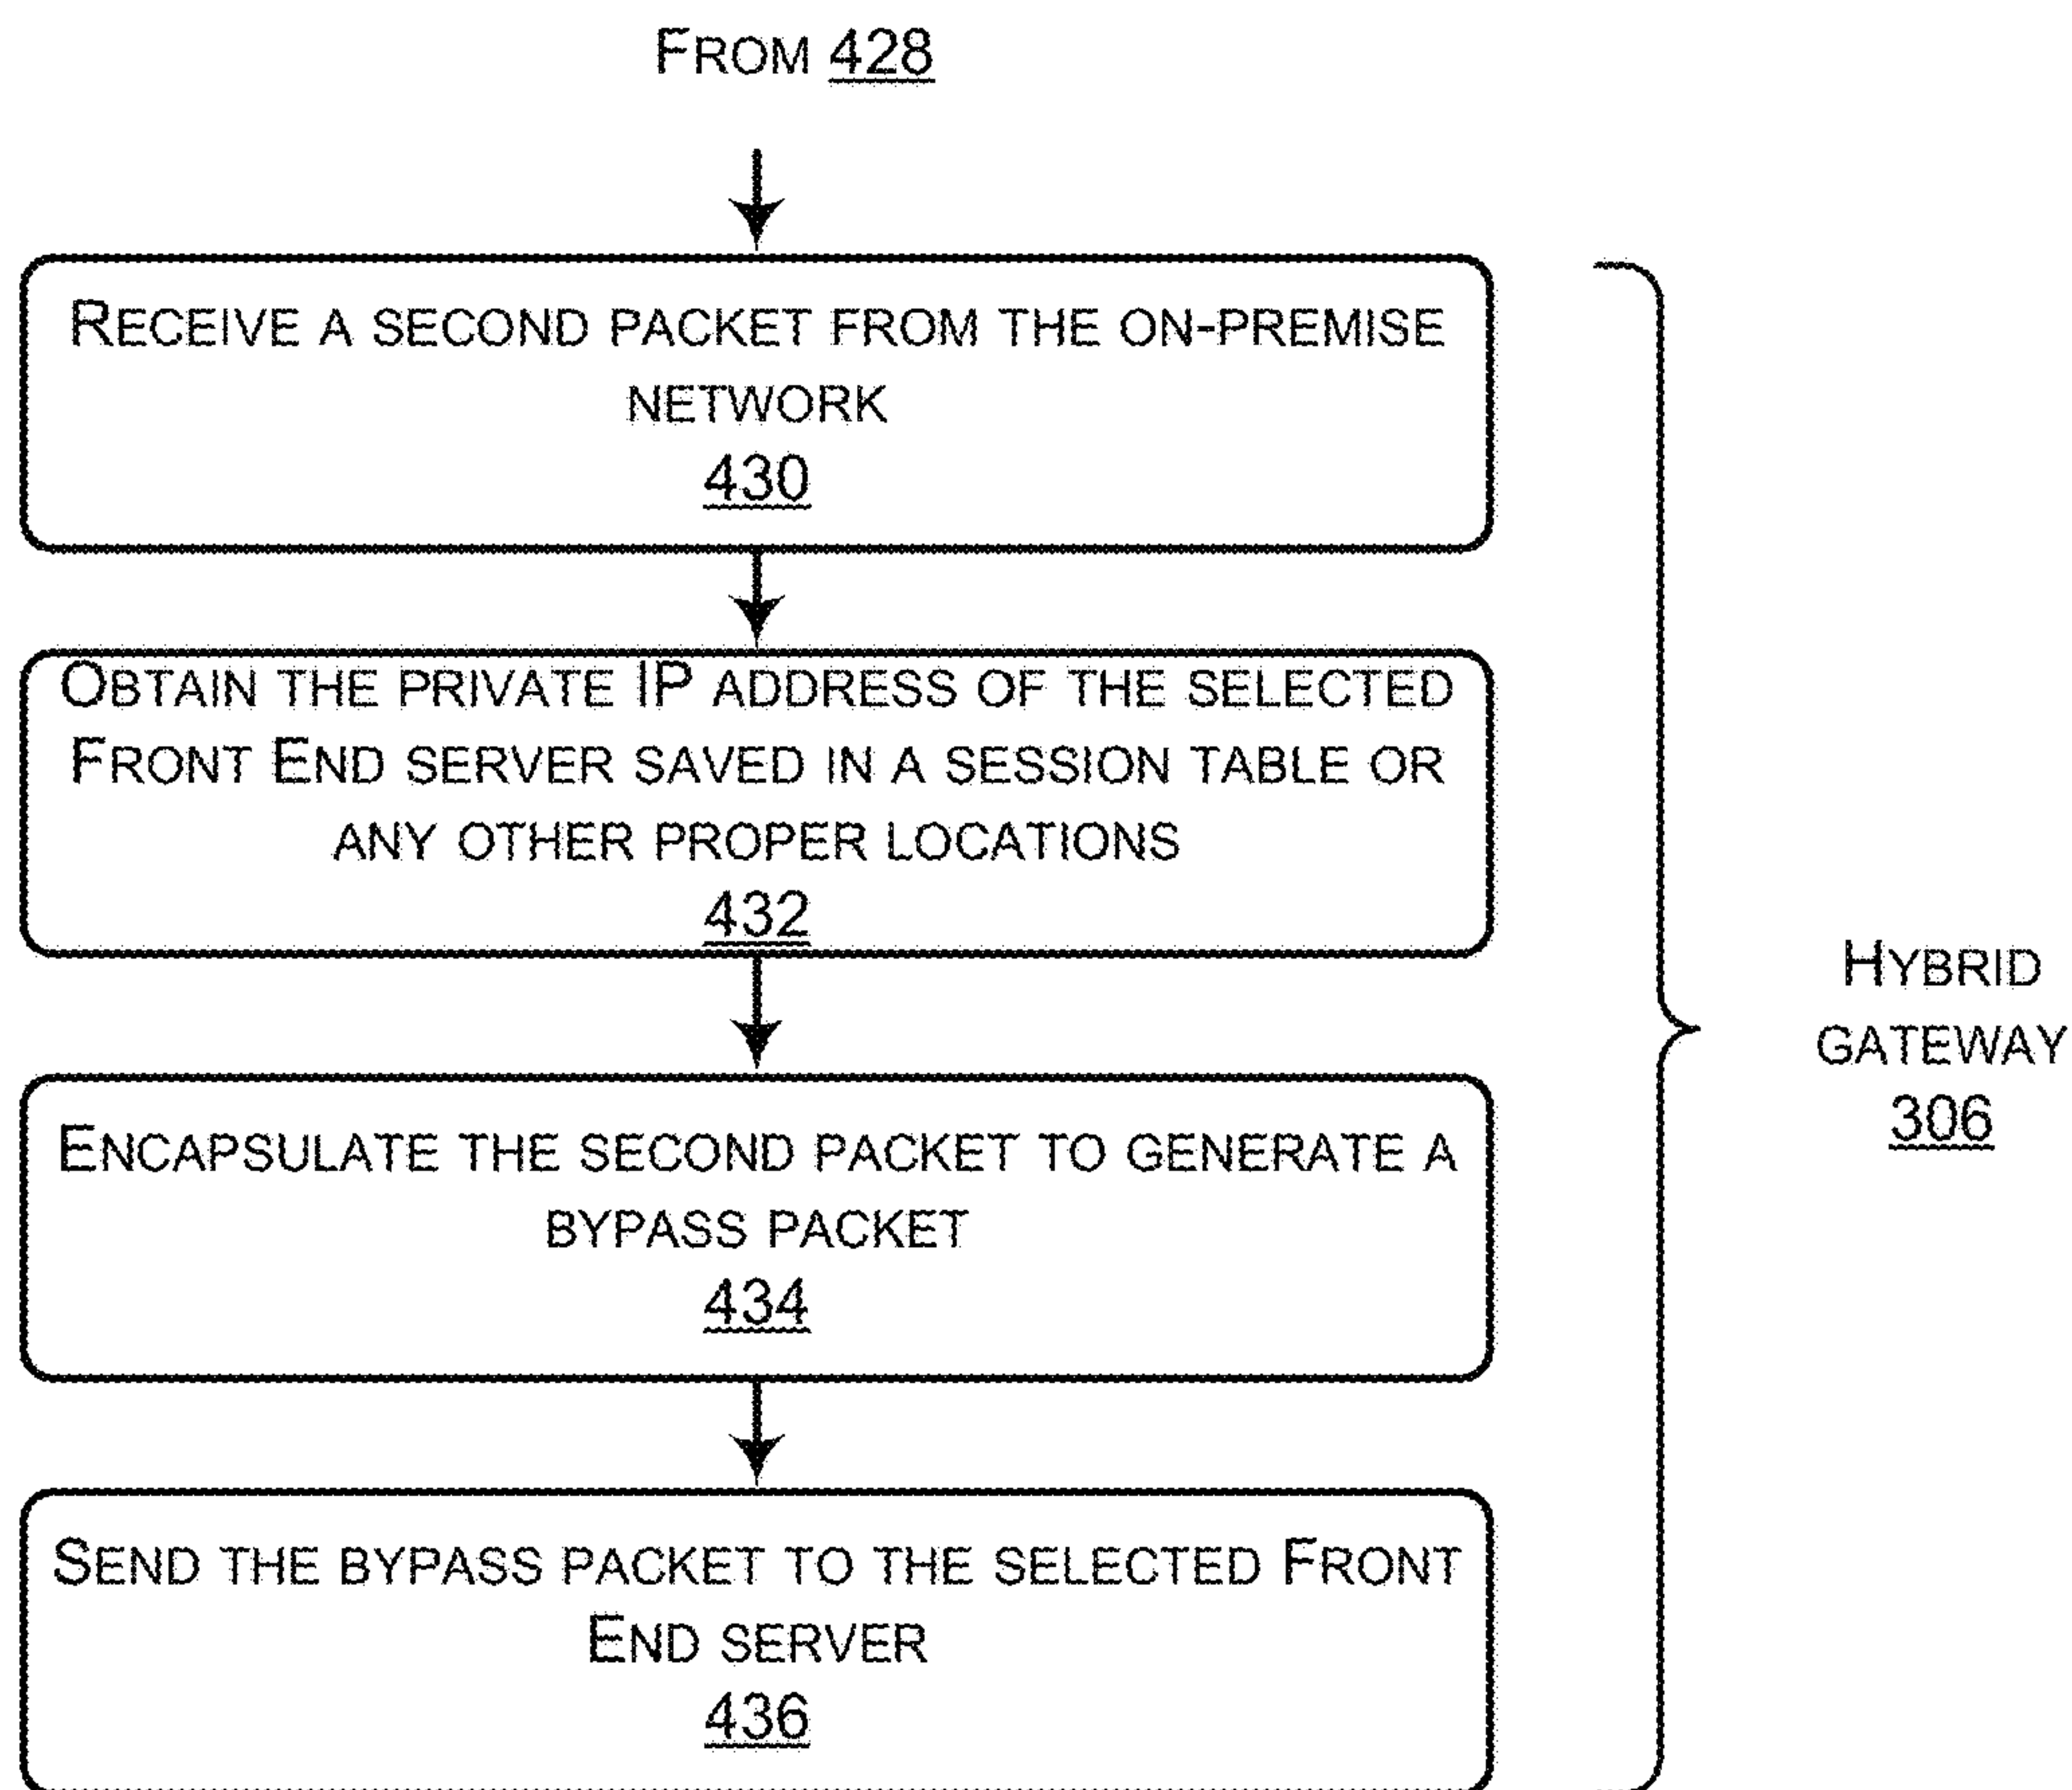 FROM 428
RECEIVE A SECOND PACKET FROM THE ON-PREMISE
NETWORK
430
OBTAIN THE PRIVATE IP ADDRESS OF THE SELECTED
FRONT END SERVER SAVED IN A SESSION TABLE OR
ANY OTHER PROPER LOCATIONS
432
ENCAPSULATE THE SECOND PACKET TO GENERATE A
BYPASS PACKET
434
SEND THE BYPASS PACKET TO THE SELECTED FRONT
END SERVER
436
HYBRID
GATEWAY
306